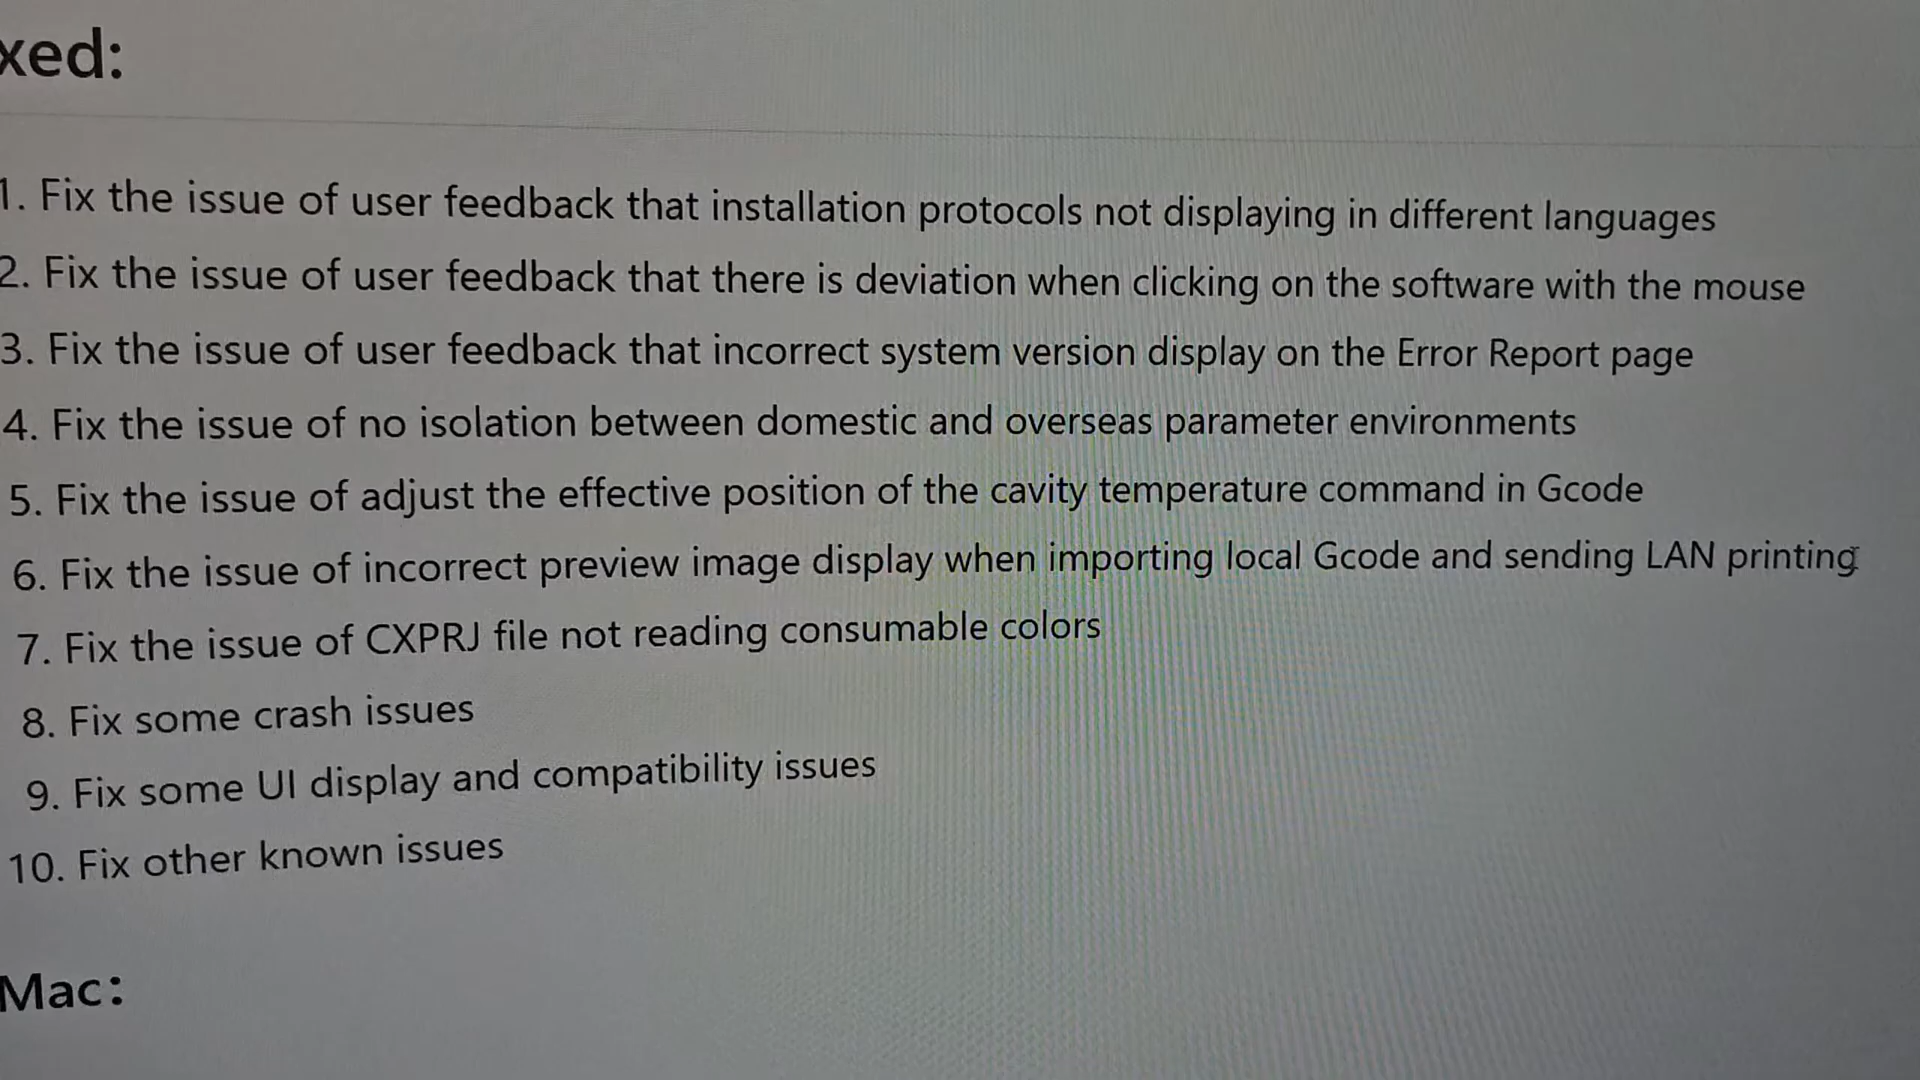 xed:
1. Fix the issue of user feedback that installation protocols not displaying in different languages
2. Fix the issue of user feedback that there is deviation when clicking on the software with the mouse
3. Fix the issue of user feedback that incorrect system version display on the Error Report page
4. Fix the issue of no isolation between domestic and overseas parameter environments
5. Fix the issue of adjust the effective position of the cavity temperature command in Gcode
6. Fix the issue of incorrect preview image display when importing local Gcode and sending LAN printing
7. Fix the issue of CXPRJ file not reading consumable colors
8. Fix some crash issues
9. Fix some UI display and compatibility issues
10. Fix other known issues
Mac: